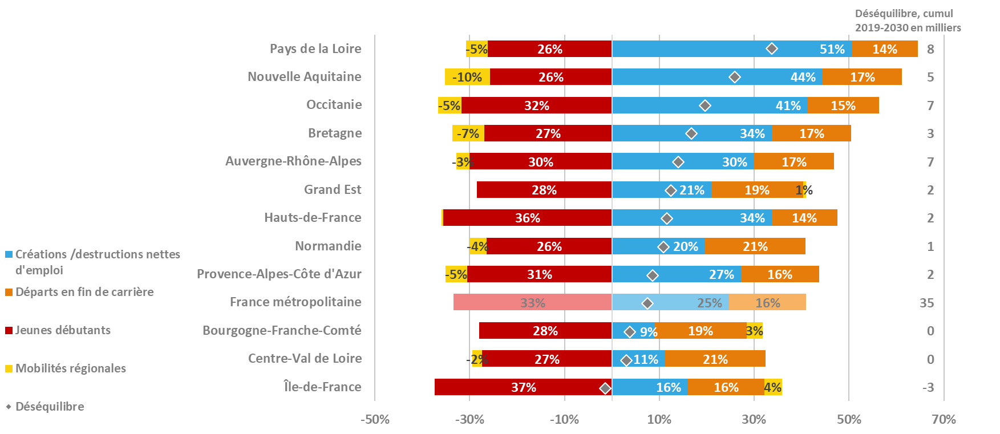 Déséquilibre, cumul
2019-2030 en milliers
Pays de la Loire -5% 26% 51% 14% 8
Nouvelle Aquitaine -10% 26% 44% 17% 5
Occitanie -5% 32% 41% 15% 7
Bretagne -7% 27% 34% 17% 3
Auvergne-Rhône-Alpes -3% 30% 30% 17% 7
Grand Est 28% 21% 19% 1% 2
Hauts-de-France 36% 34% 14% 2
Normandie -4% 26% 20% 21% 1
Provence-Alpes-Côte d'Azur -5% 31% 27% 16% 2
France métropolitaine 33% 25% 16% 35
Bourgogne-Franche-Comté 28% 9% 19% 3% 0
Centre-Val de Loire -2% 27% 11% 21% 0
Île-de-France 37% 16% 16% 4% -3
-50% -30% -10% 10% 30% 50% 70%
Créations /destructions nettes
d'emploi
Départs en fin de carrière
Jeunes débutants
Mobilités régionales
Déséquilibre